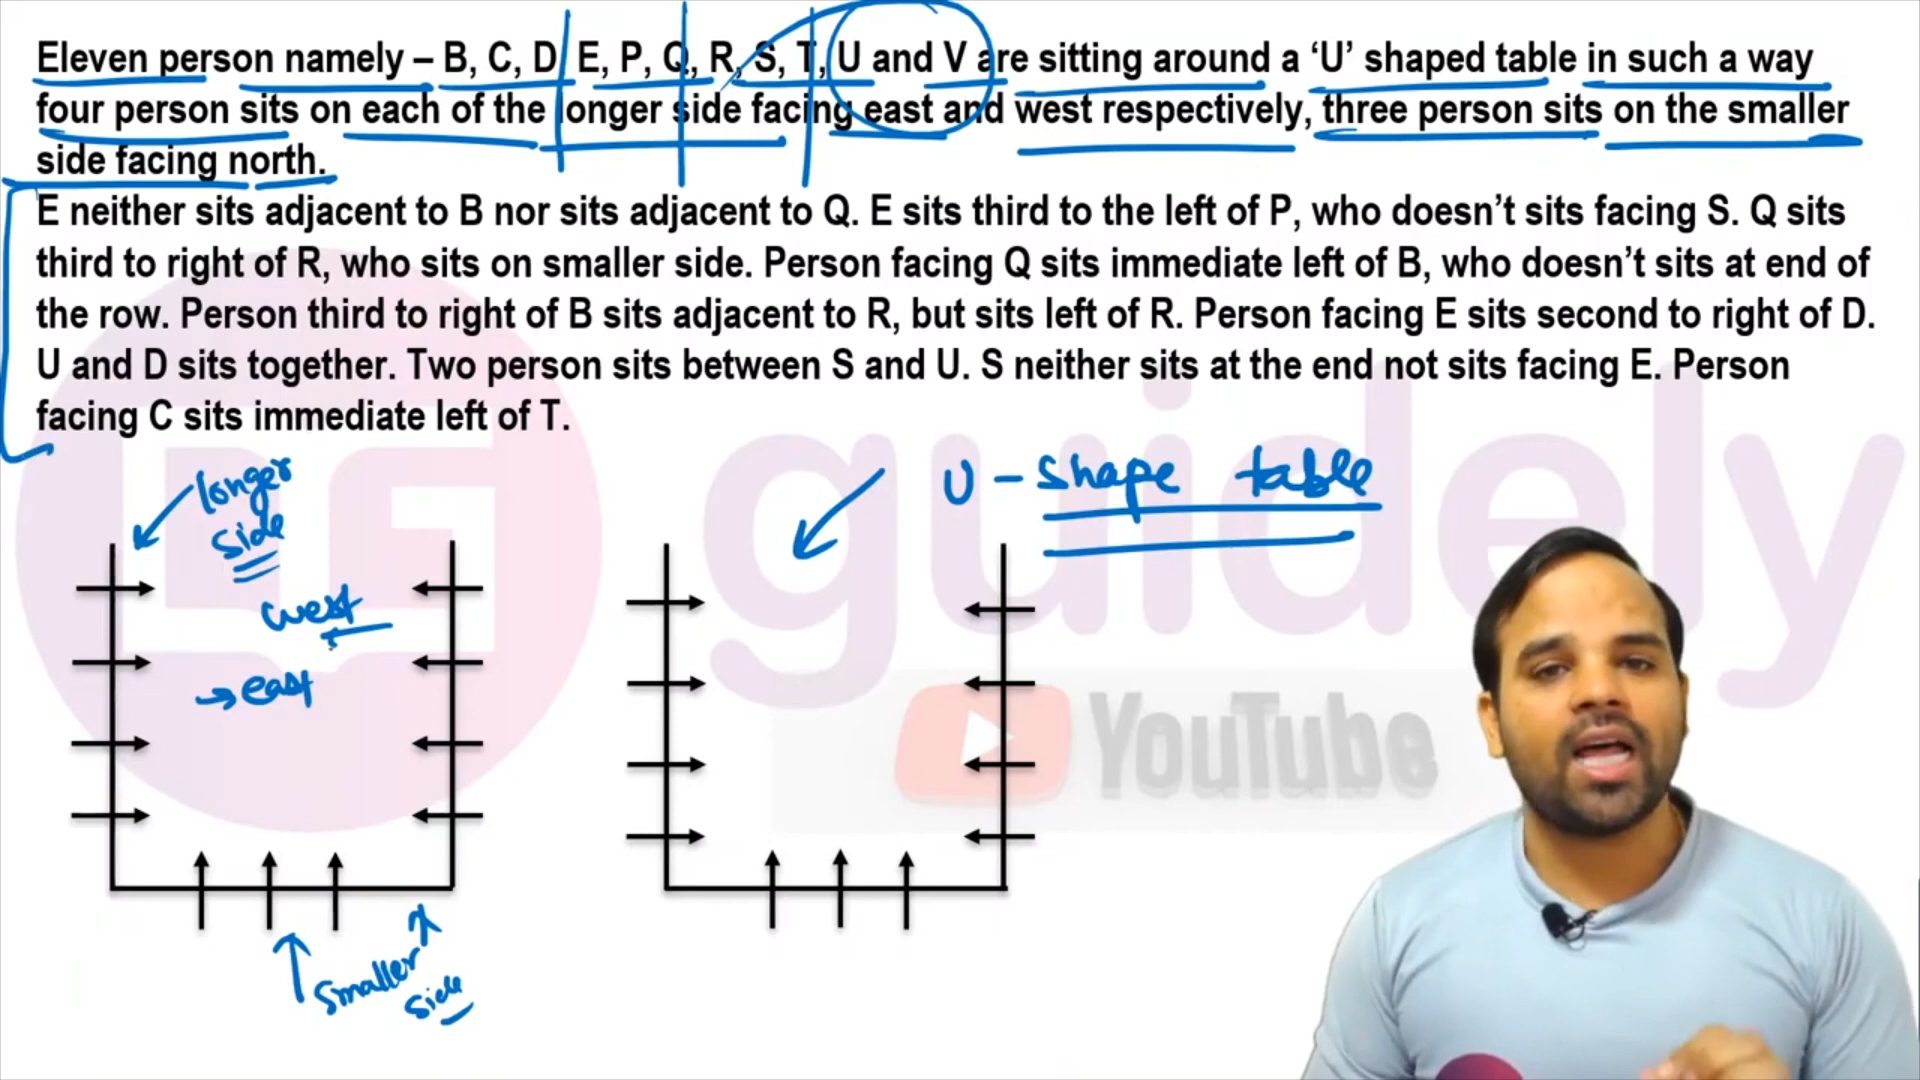 Eleven person namely – B, C, D, E, P, Q, R, S, T, U and V are sitting around a ‘U’ shaped table in such a way
four person sits on each of the longer side facing east and west respectively, three person sits on the smaller
side facing north.
E neither sits adjacent to B nor sits adjacent to Q. E sits third to the left of P, who doesn’t sits facing S. Q sits
third to right of R, who sits on smaller side. Person facing Q sits immediate left of B, who doesn’t sits at end of
the row. Person third to right of B sits adjacent to R, but sits left of R. Person facing E sits second to right of D.
U and D sits together. Two person sits between S and U. S neither sits at the end not sits facing E. Person
facing C sits immediate left of T.
longer
side
U - shape table
west
east
guidely
YouTube
smaller
side